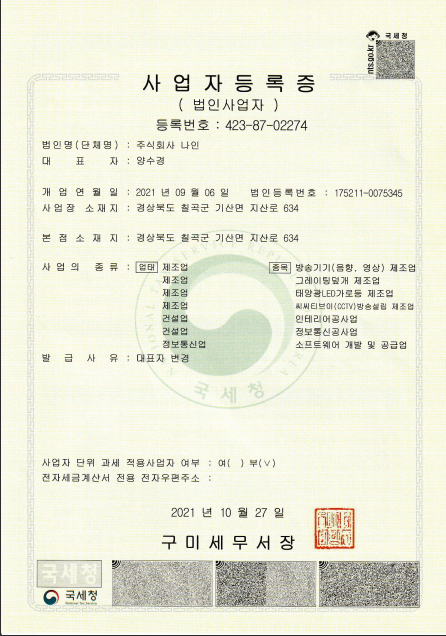 국세청
nts.go.kr
사업자등록증
( 법인사업자 )
등록번호 : 423-87-02274
법인명(단체명) : 주식회사 나인
대 표 자 : 양수경
개 업 연 월 일 : 2021 년 09 월 06 일 법인등록번호 : 175211-0075345
사업장 소재지 : 경상북도 칠곡군 기산면 지산로 634
본 점 소 재 지 : 경상북도 칠곡군 기산면 지산로 634
사 업 의 종 류 : 업태 제조업 종목 방송기기(음향, 영상) 제조업
제조업 그레이팅덮개 제조업
제조업 태양광LED가로등 제조업
제조업 씨씨티브이(CCTV)방송설립 제조업
건설업 인테리어공사업
건설업 정보통신공사업
정보통신업 소프트웨어 개발 및 공급업
발 급 사 유 : 대표자 변경
국세청
사업자 단위 과세 적용사업자 여부 : 여( ) 부(∨)
전자세금계산서 전용 전자우편주소 :
2021 년 10 월 27 일
구미세무서장
국세청
국세청
National Tax Service